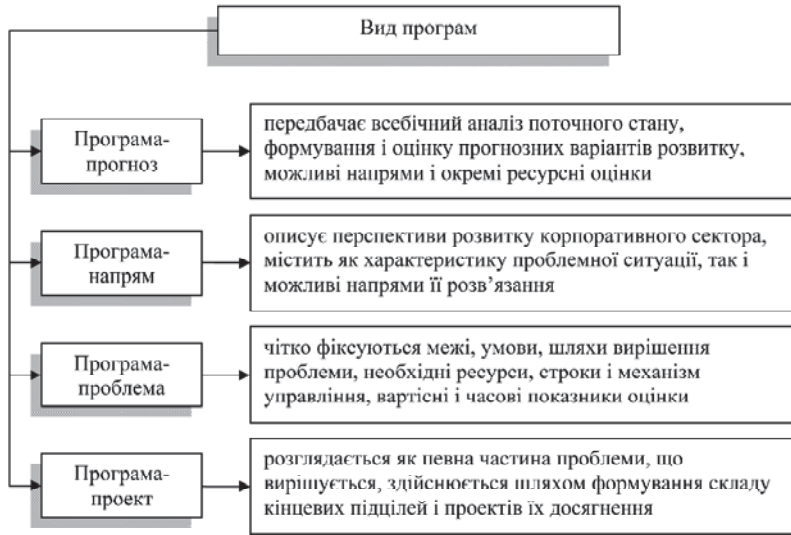 Вид програм
Програма-
прогноз
передбачає всебічний аналіз поточного стану,
формування і оцінку прогнозних варіантів розвитку,
можливі напрями і окремі ресурсні оцінки
Програма-
напрям
описує перспективи розвитку корпоративного сектора,
містить як характеристику проблемної ситуації, так і
можливі напрями її розв’язання
Програма-
проблема
чітко фіксуються межі, умови, шляхи вирішення
проблеми, необхідні ресурси, строки і механізм
управління, вартісні і часові показники оцінки
Програма-
проект
розглядається як певна частина проблеми, що
вирішується, здійснюється шляхом формування складу
кінцевих підцілей і проектів їх досягнення